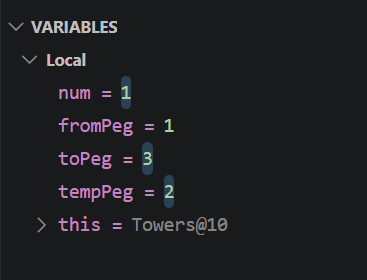 VARIABLES
Local
num = 1
fromPeg = 1
toPeg = 3
tempPeg = 2
this = Towers@10